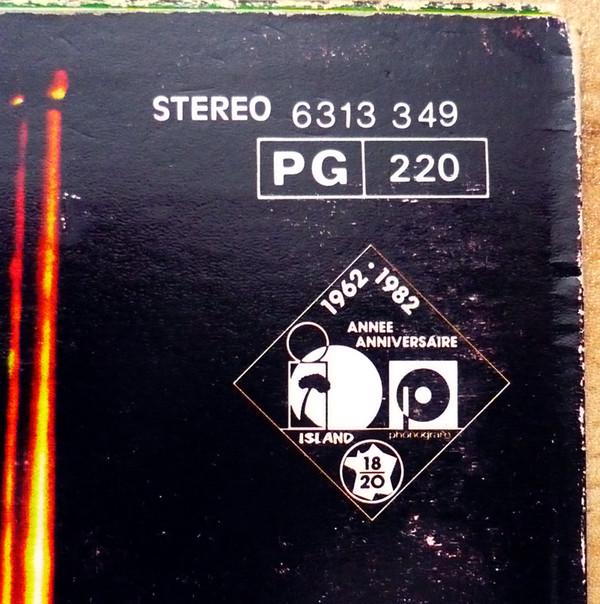 STEREO 6313 349
PG 220
1962·1982
ANNEE
ANNIVERSAIRE
ISLAND phonogram
18
20